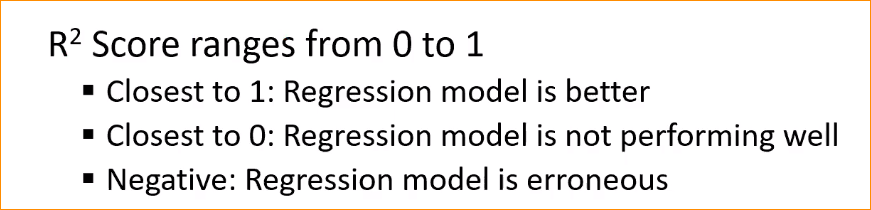 R² Score ranges from 0 to 1
▪ Closest to 1: Regression model is better
▪ Closest to 0: Regression model is not performing well
▪ Negative: Regression model is erroneous